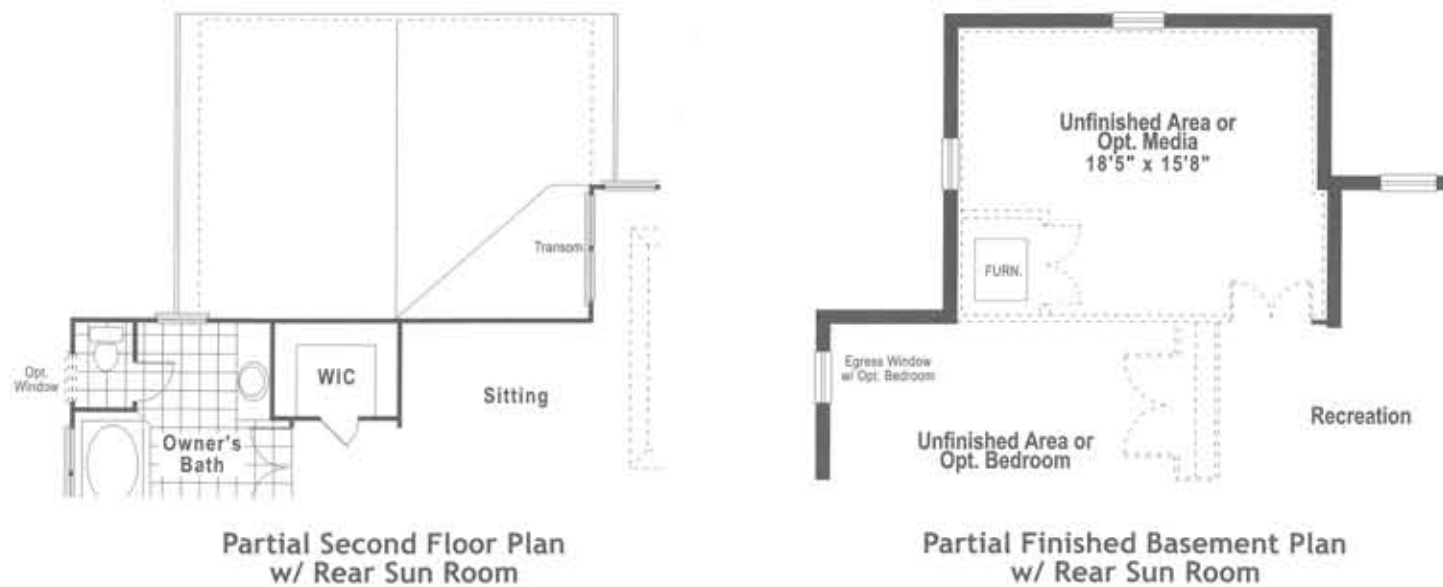 Transom
Opt.
Window
WIC
Sitting
Owner's
Bath
Partial Second Floor Plan
w/ Rear Sun Room
Unfinished Area or
Opt. Media
18'5" x 15'8"
FURN.
Egress Window
w/ Opt. Bedroom
Recreation
Unfinished Area or
Opt. Bedroom
Partial Finished Basement Plan
w/ Rear Sun Room